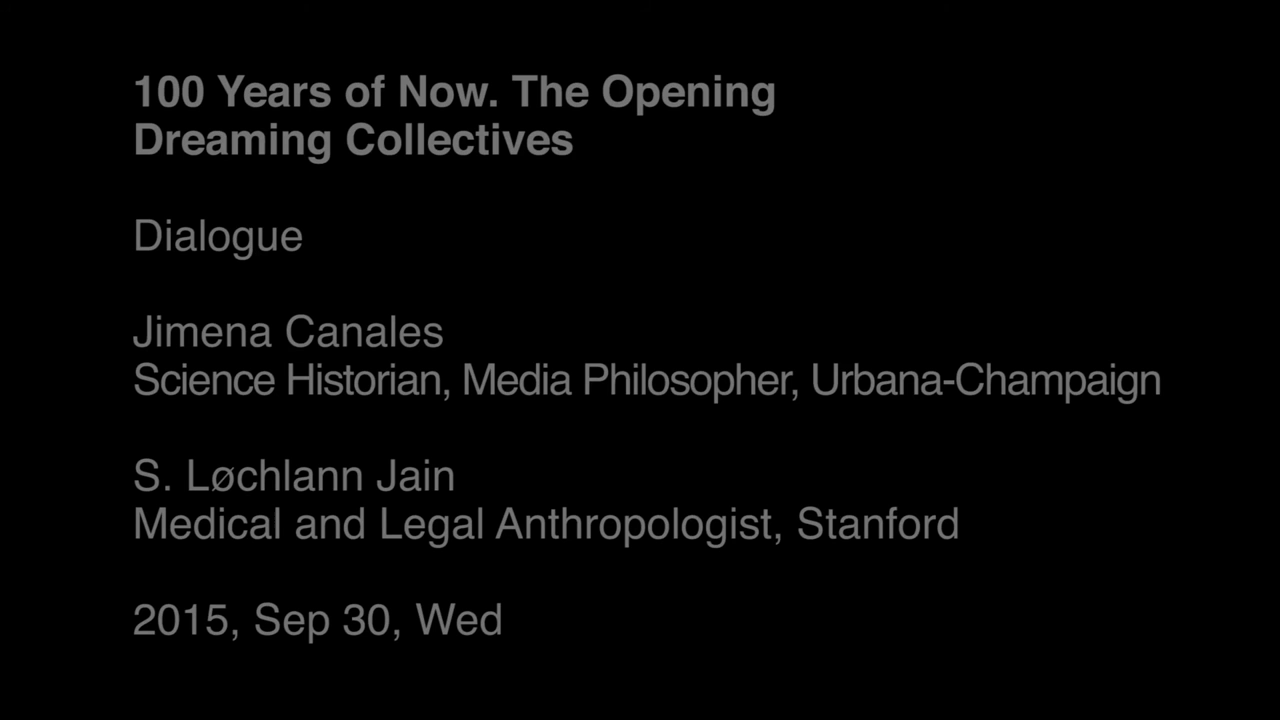 100 Years of Now. The Opening
Dreaming Collectives
Dialogue
Jimena Canales
Science Historian, Media Philosopher, Urbana-Champaign
S. Løchlann Jain
Medical and Legal Anthropologist, Stanford
2015, Sep 30, Wed